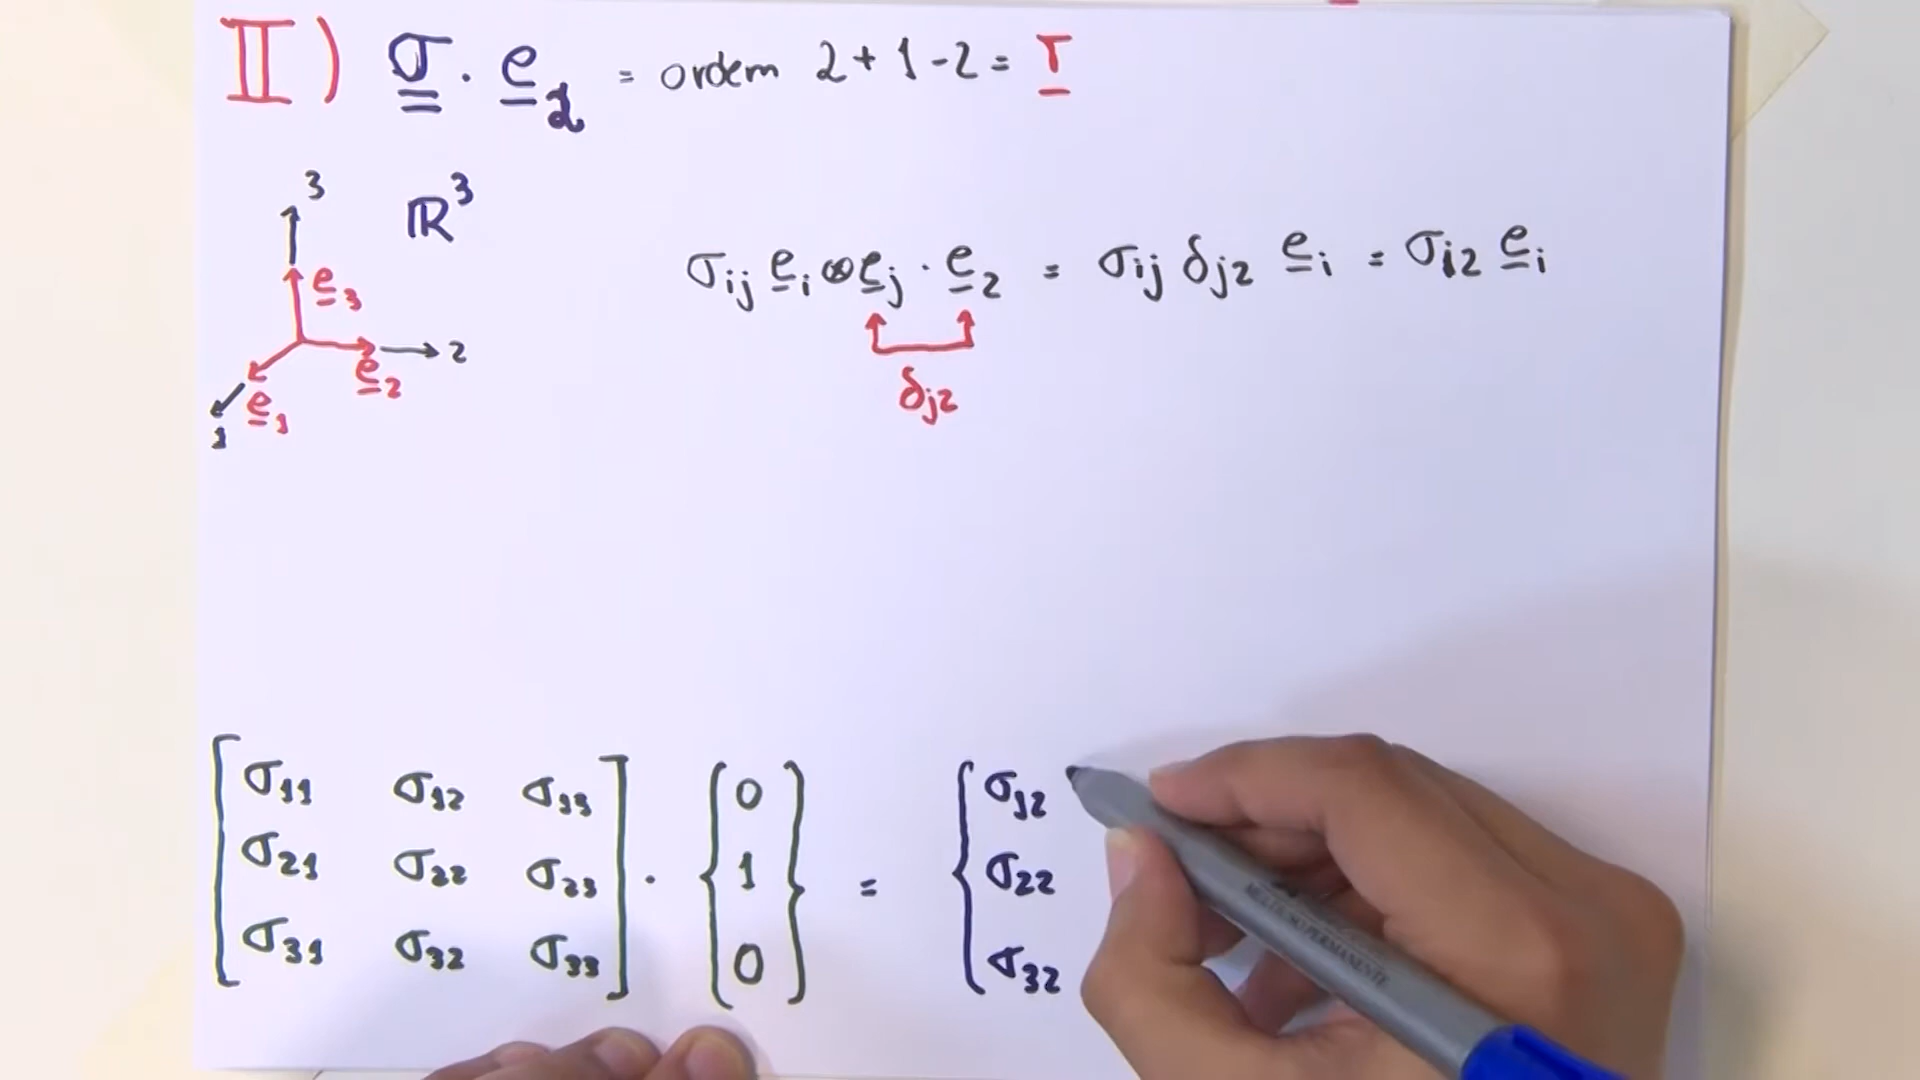 II) σ · e₂ = ordem 2 + 1 - 2 = T
3 ℝ³
e₃
2
e₂
e₁
1
σij ei ⊗ ej · e₂ = σij δj2 ei = σi2 ei
δj2
[σ11 σ12 σ13] {0} {σ12
[σ21 σ22 σ23] · {1} = {σ22
[σ31 σ32 σ33] {0} {σ32